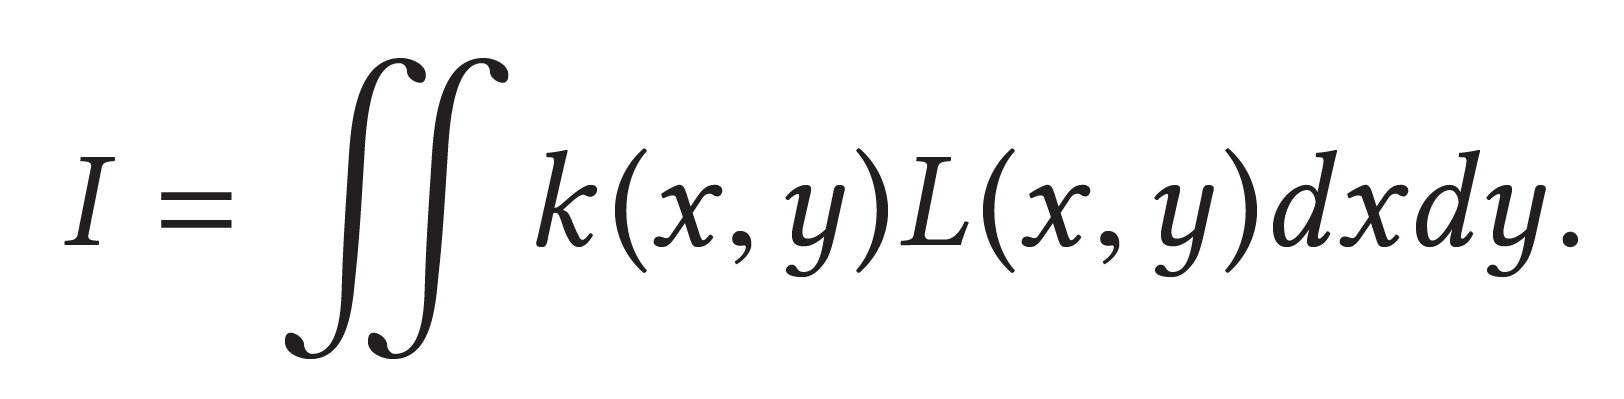 I = ∬ k(x, y)L(x, y)dxdy.